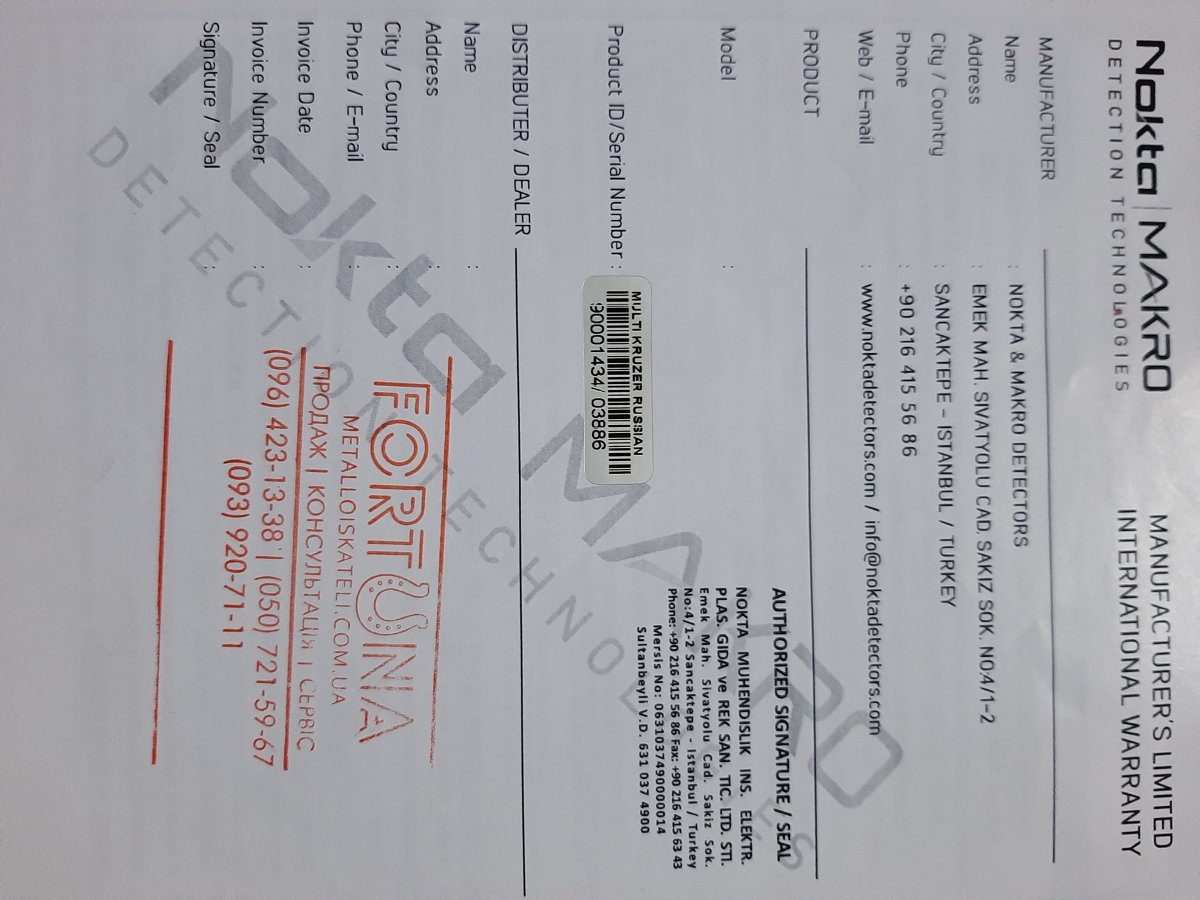 Nokta | MAKRO
DETECTION TECHNOLOGIES
MANUFACTURER'S LIMITED
INTERNATIONAL WARRANTY
MANUFACTURER
Name : NOKTA & MAKRO DETECTORS
Address : EMEK MAH. SIVATYOLU CAD. SAKIZ SOK. NO:4/1-2
City / Country : SANCAKTEPE - ISTANBUL / TURKEY
Phone : +90 216 415 56 86
Web / E-mail : www.noktadetectors.com / info@noktadetectors.com
PRODUCT
AUTHORIZED SIGNATURE / SEAL
Model :
NOKTA MUHENDISLIK INS. ELEKTR.
PLAS. GIDA ve REK SAN. TIC. LTD. STI.
Emek Mah. Sivatyolu Cad. Sakiz Sok.
No:4/1-2 Sancaktepe - Istanbul / Turkey
Phone: +90 216 415 56 86 Fax: +90 216 415 63 43
Mersis No: 0631037490000014
Sultanbeyli V.D. 631 037 4900
Product ID/Serial Number :
MULTI KRUZER RUSSIAN
90001434/ 03886
DISTRIBUTER / DEALER
Name :
Address :
City / Country :
Phone / E-mail :
Invoice Date :
Invoice Number :
Signature / Seal :
FORTUNA
METALLOISKATELI.COM.UA
ПРОДАЖ | КОНСУЛЬТАЦІЯ | СЕРВІС
(096) 423-13-38 | (050) 721-59-67
(093) 920-71-11
Nokta MAKRO
DETECTION TECHNOLOGIES